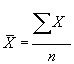 X̄ = ∑X / n